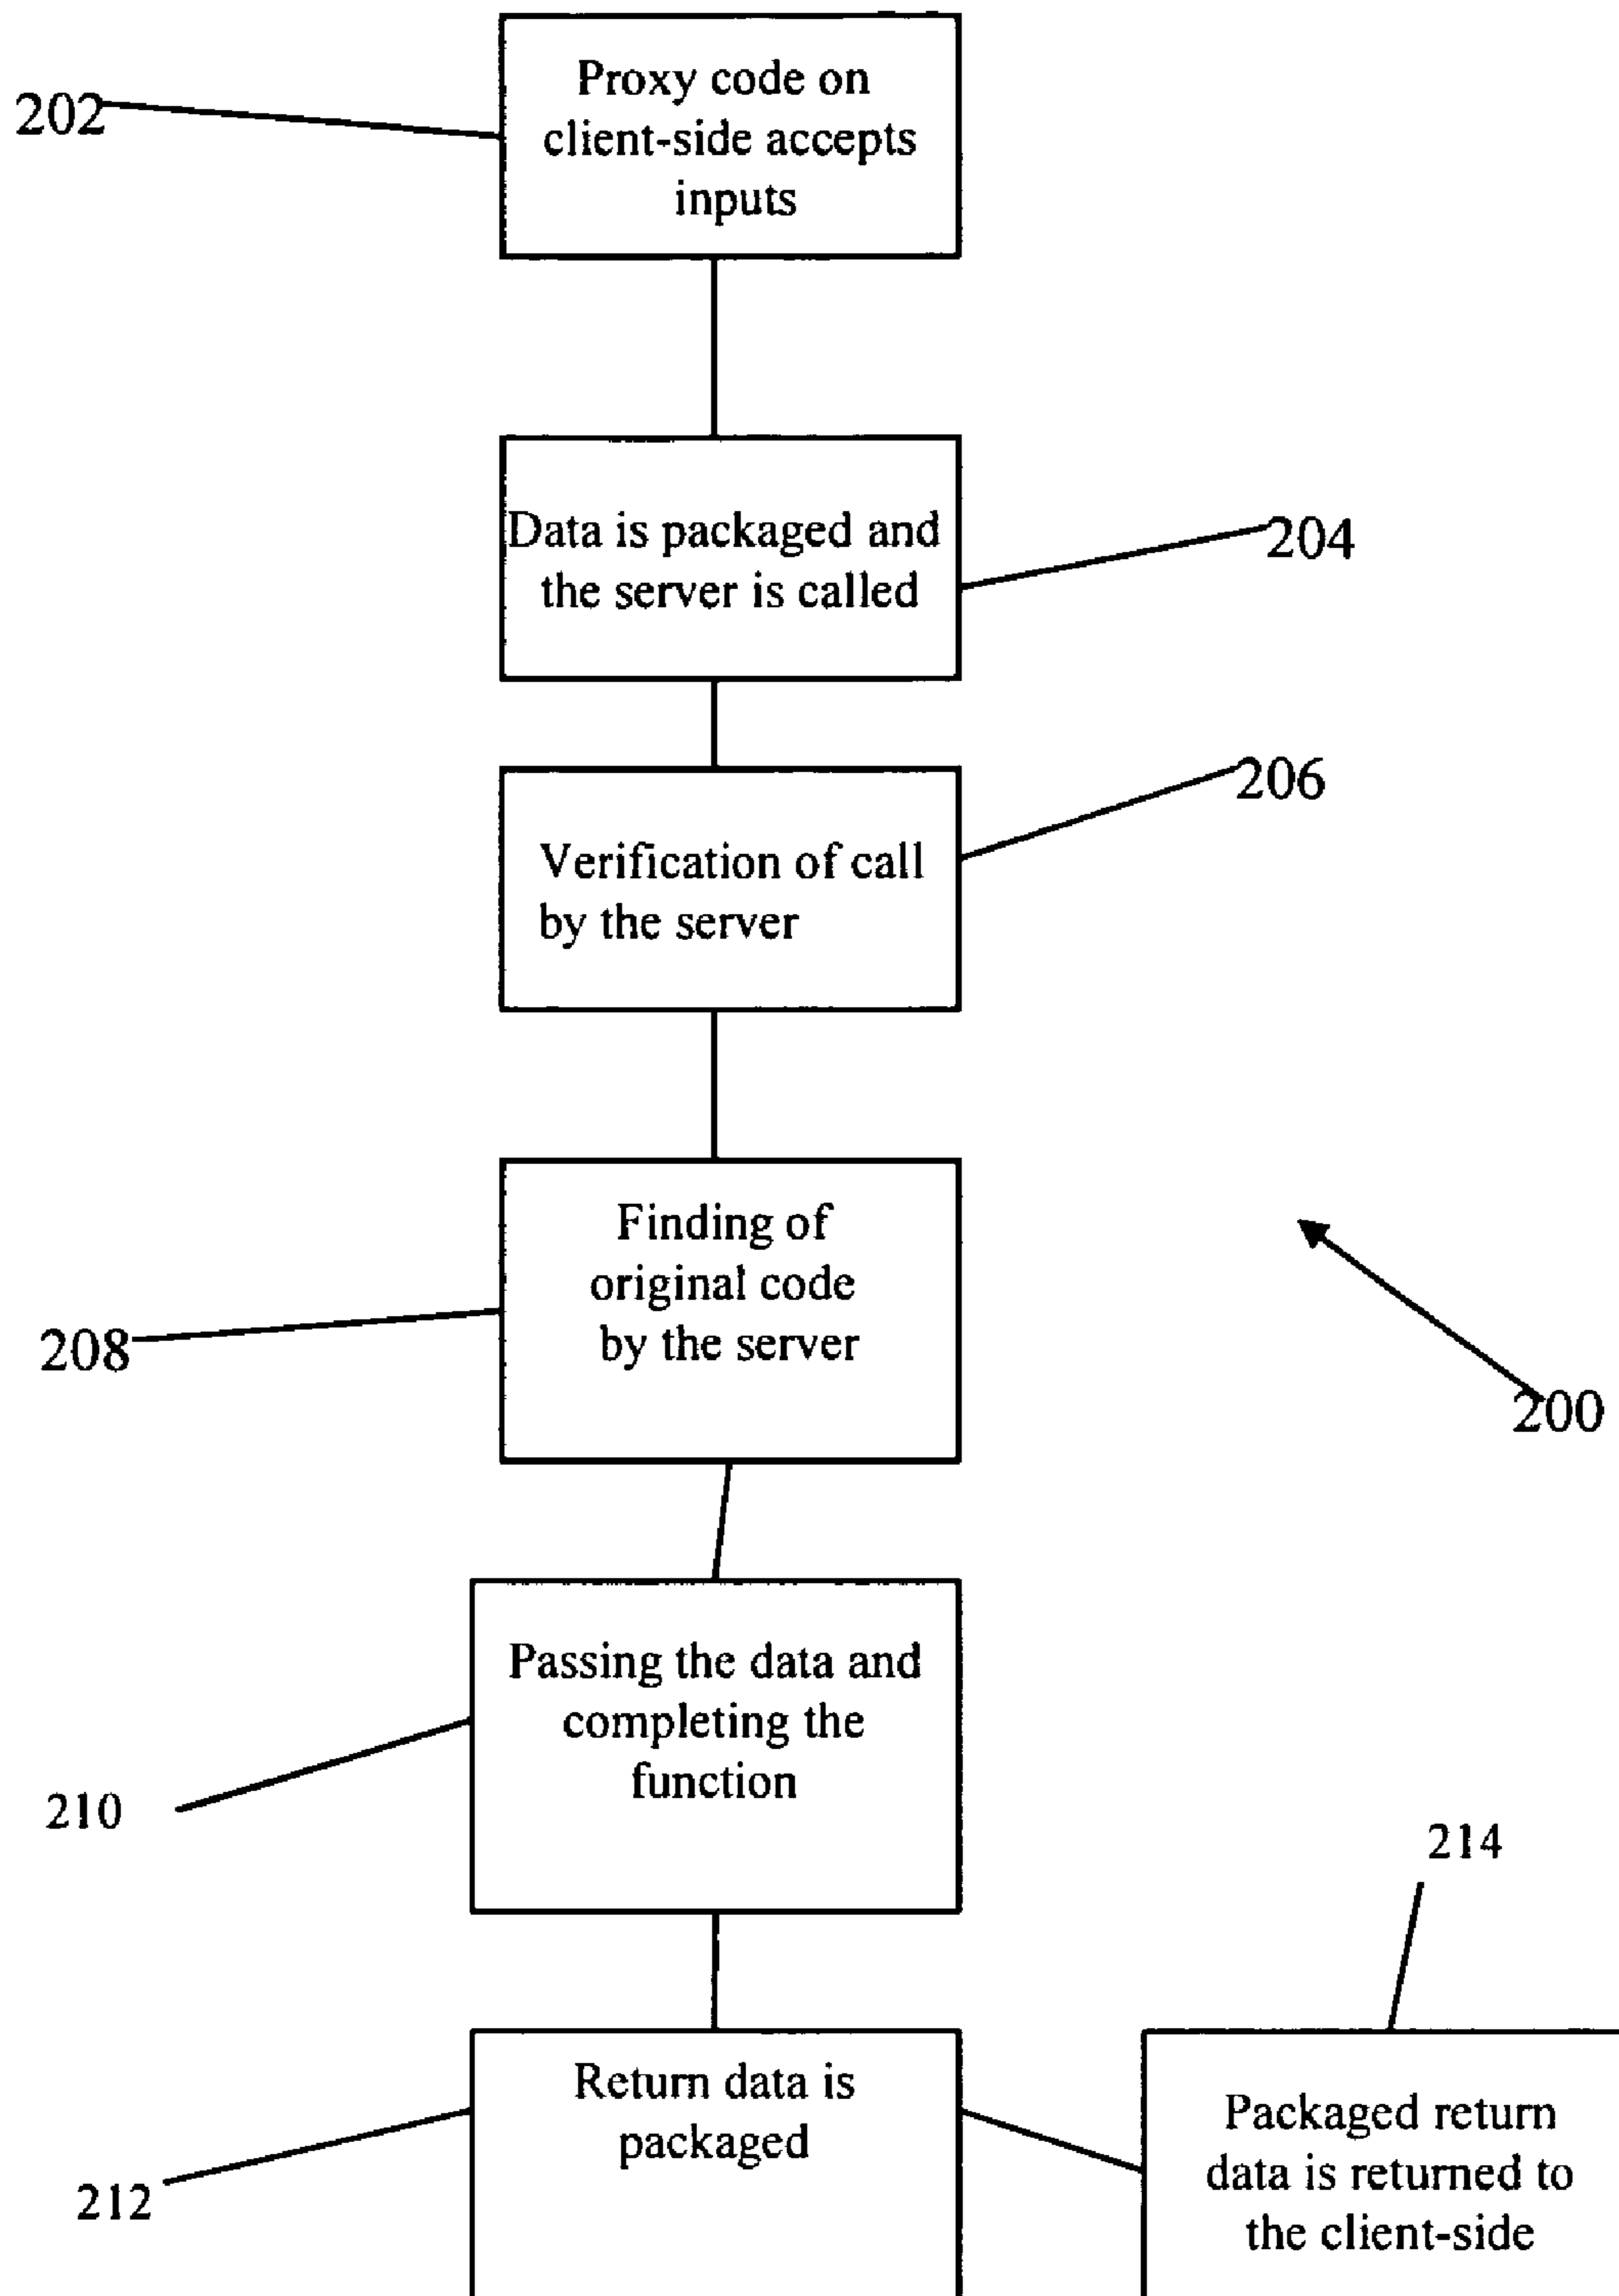 Proxy code on
client-side accepts
inputs
202
Data is packaged and
the server is called
204
206
Verification of call
by the server
Finding of
original code
by the server
208
200
Passing the data and
completing the
function
210
214
Return data is
packaged
212
Packaged return
data is returned to
the client-side